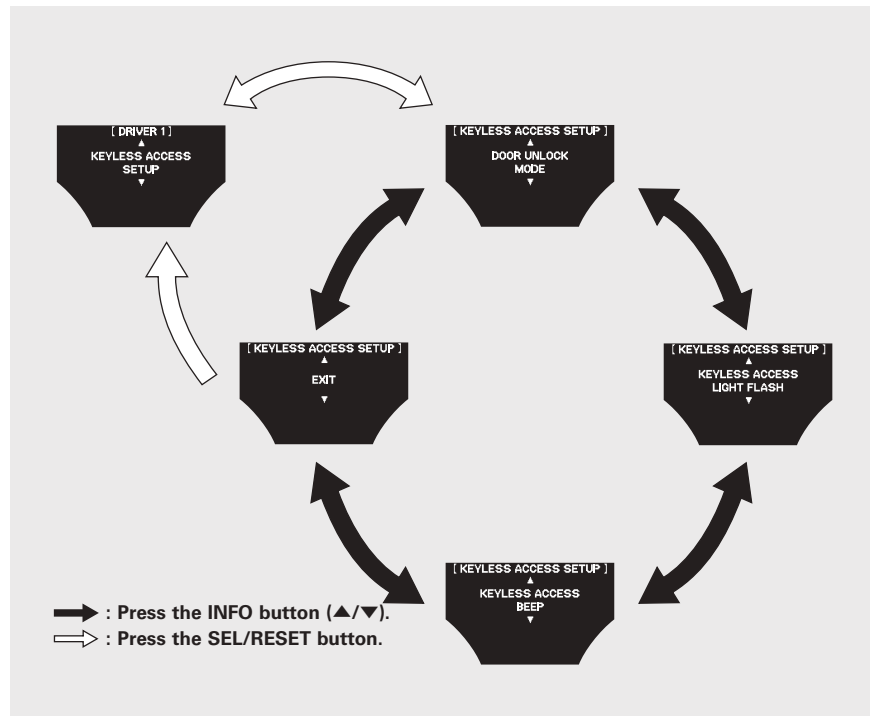 [ DRIVER 1 ]
▲
KEYLESS ACCESS
SETUP
▼
[ KEYLESS ACCESS SETUP ]
▲
DOOR UNLOCK
MODE
▼
[ KEYLESS ACCESS SETUP ]
▲
EXIT
▼
[ KEYLESS ACCESS SETUP ]
▲
KEYLESS ACCESS
LIGHT FLASH
▼
[ KEYLESS ACCESS SETUP ]
▲
KEYLESS ACCESS
BEEP
▼
: Press the INFO button (▲/▼).
: Press the SEL/RESET button.